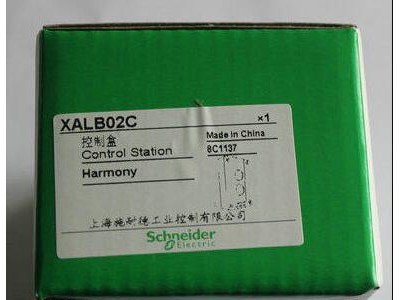 XALB02C ×1
控制盒 Made in China
Control Station 8C1137
Harmony
上海施耐德工业控制有限公司
Schneider
Electric